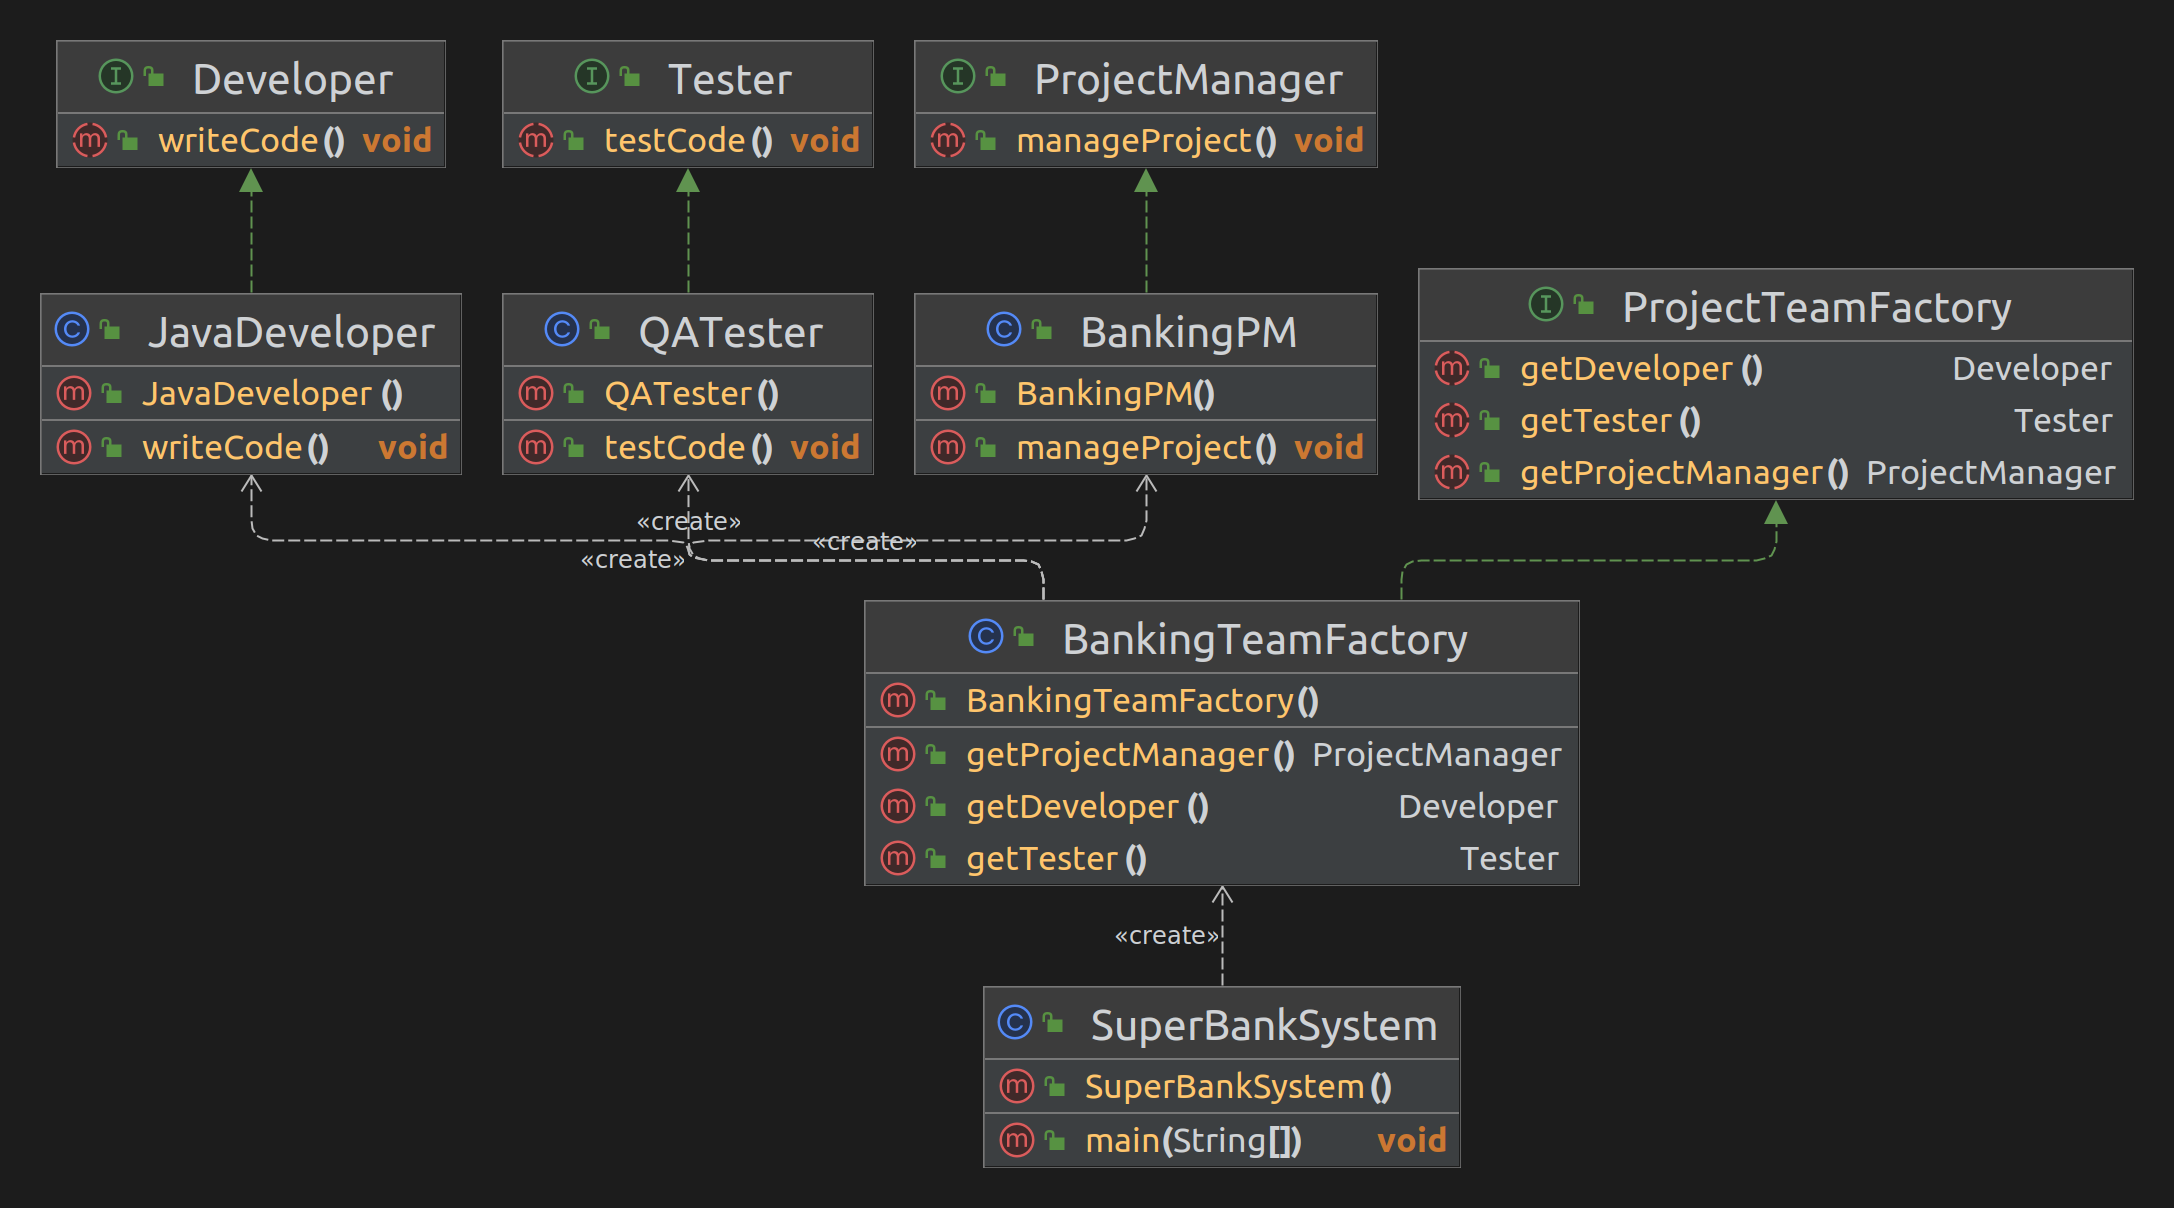 Developer
writeCode() void
Tester
testCode() void
ProjectManager
manageProject() void
JavaDeveloper
JavaDeveloper()
writeCode() void
QATester
QATester()
testCode() void
BankingPM
BankingPM()
manageProject() void
ProjectTeamFactory
getDeveloper() Developer
getTester() Tester
getProjectManager() ProjectManager
«create»
«create»
«create»
BankingTeamFactory
BankingTeamFactory()
getProjectManager() ProjectManager
getDeveloper() Developer
getTester() Tester
«create»
SuperBankSystem
SuperBankSystem()
main(String[]) void